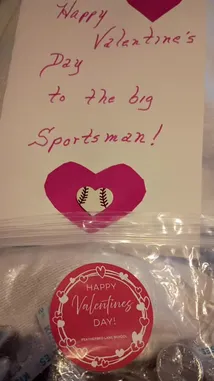 Happy
Valentine's
Day
to the big
Sportsman!
HAPPY
Valentines
DAY!